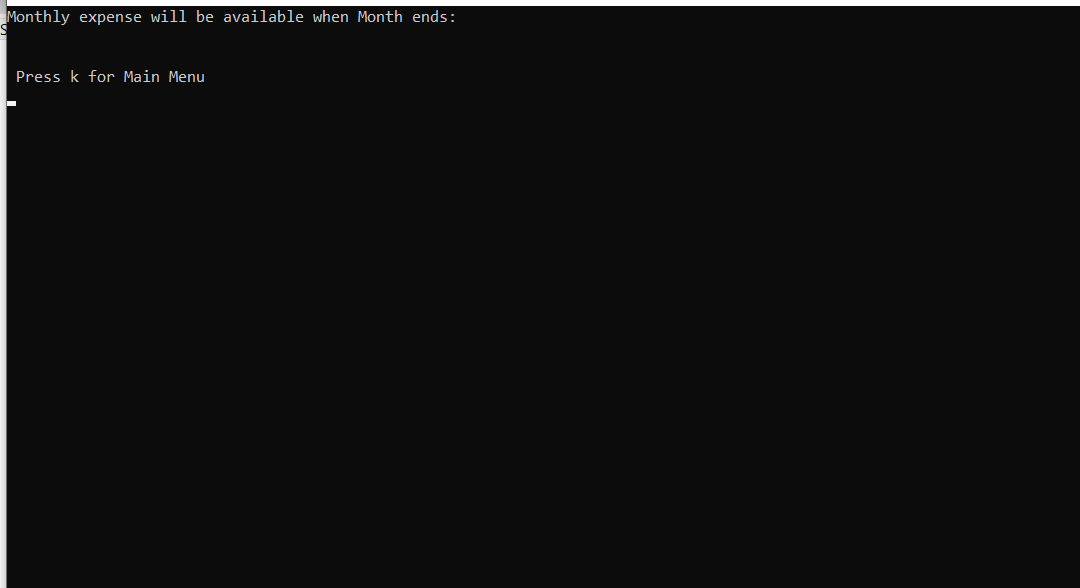 Monthly expense will be available when Month ends:
S
Press k for Main Menu